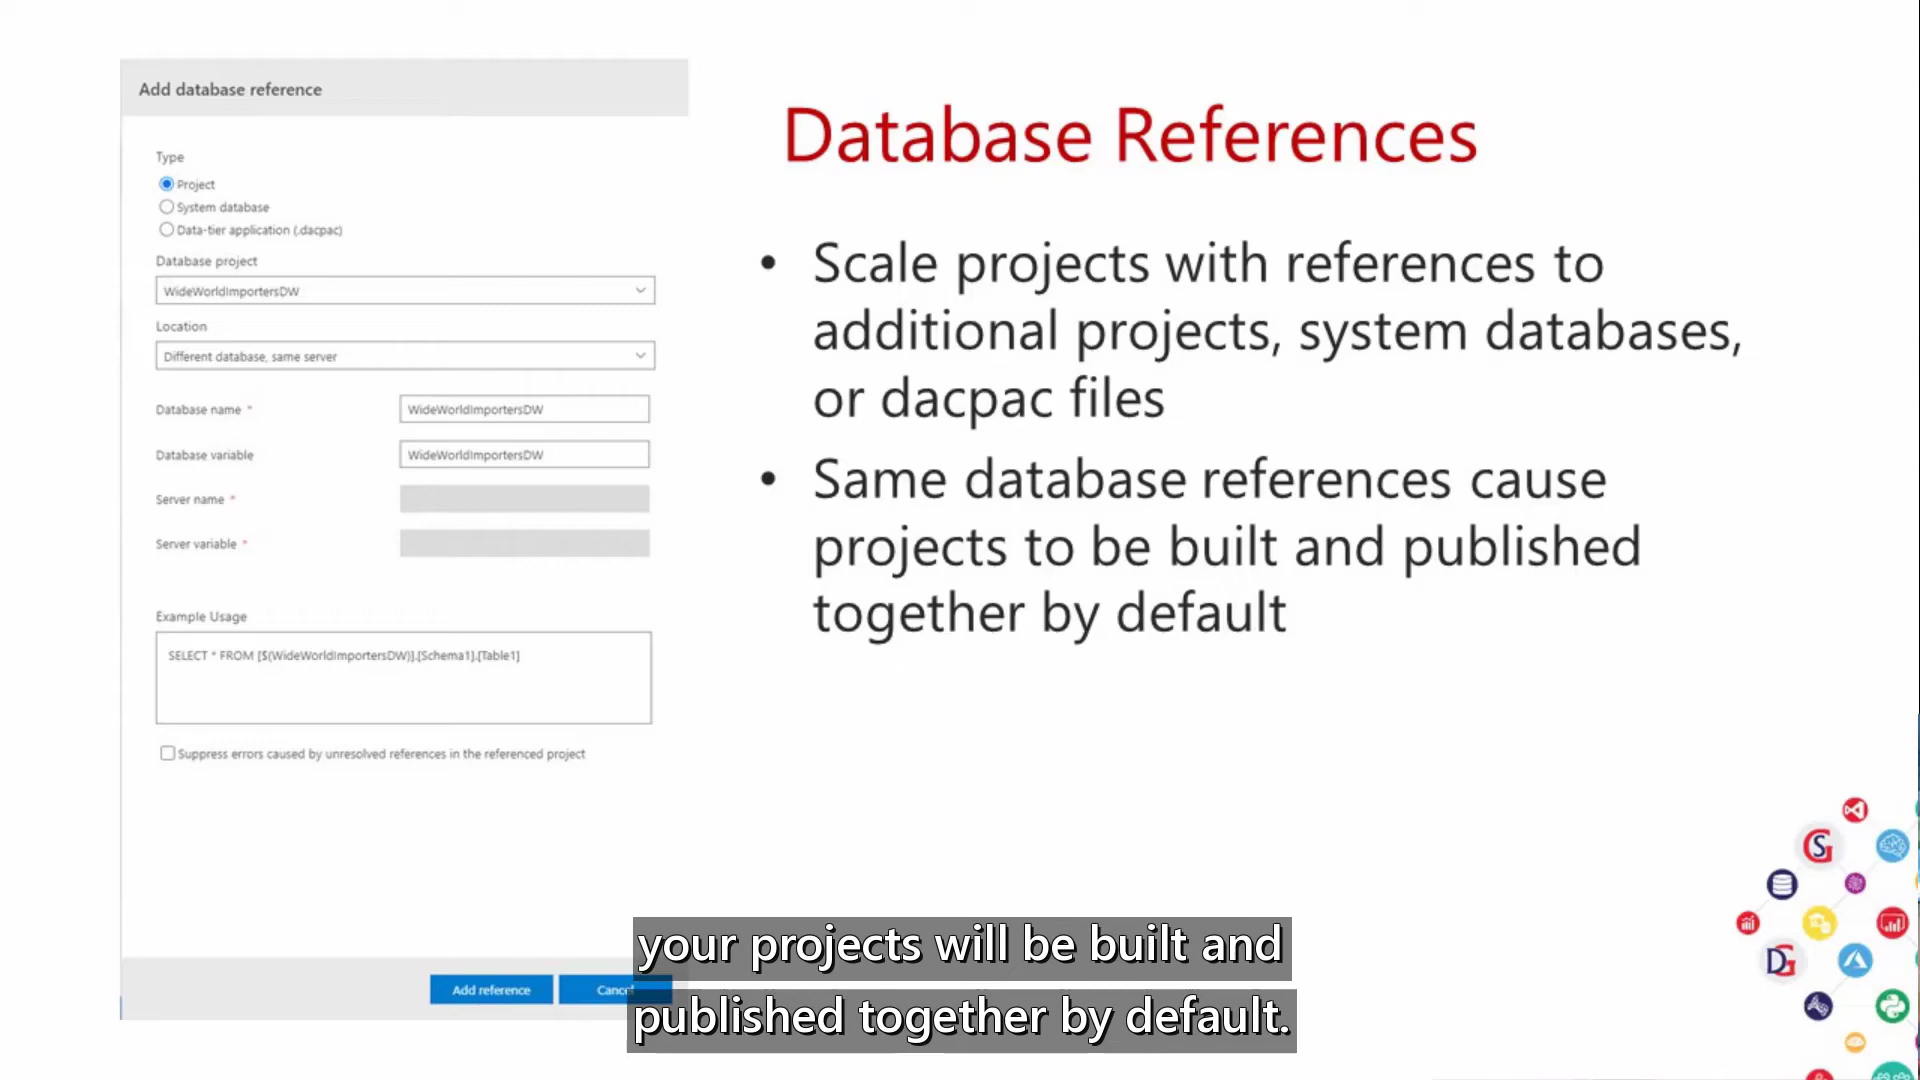 Add database reference
Type
Project
System database
Data-tier application (.dacpac)
Database project
WideWorldImportersDW
Location
Different database, same server
Database name *
WideWorldImportersDW
Database variable
WideWorldImportersDW
Server name *
Server variable *
Example Usage
SELECT * FROM [$(WideWorldImportersDW)].[Schema1].[Table1]
Suppress errors caused by unresolved references in the referenced project
Add reference
Cancel
Database References
• Scale projects with references to
additional projects, system databases,
or dacpac files
• Same database references cause
projects to be built and published
together by default
your projects will be built and
published together by default.